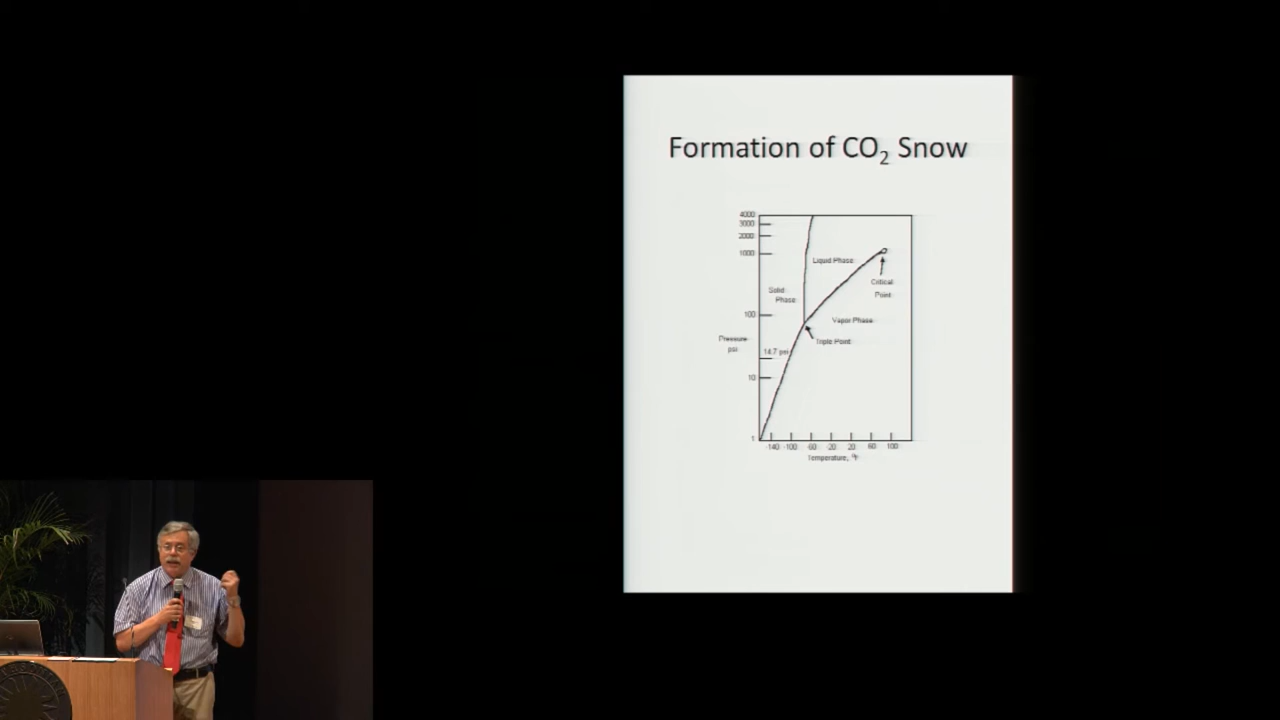 Formation of CO₂ Snow
4000
3000
2000
1000
Liquid Phase
Critical
Point
Solid
Phase
100
Vapor Phase
Pressure
psi
Triple Point
14.7 psi
10
1
-140 -100 -60 -20 20 60 100
Temperature, °F